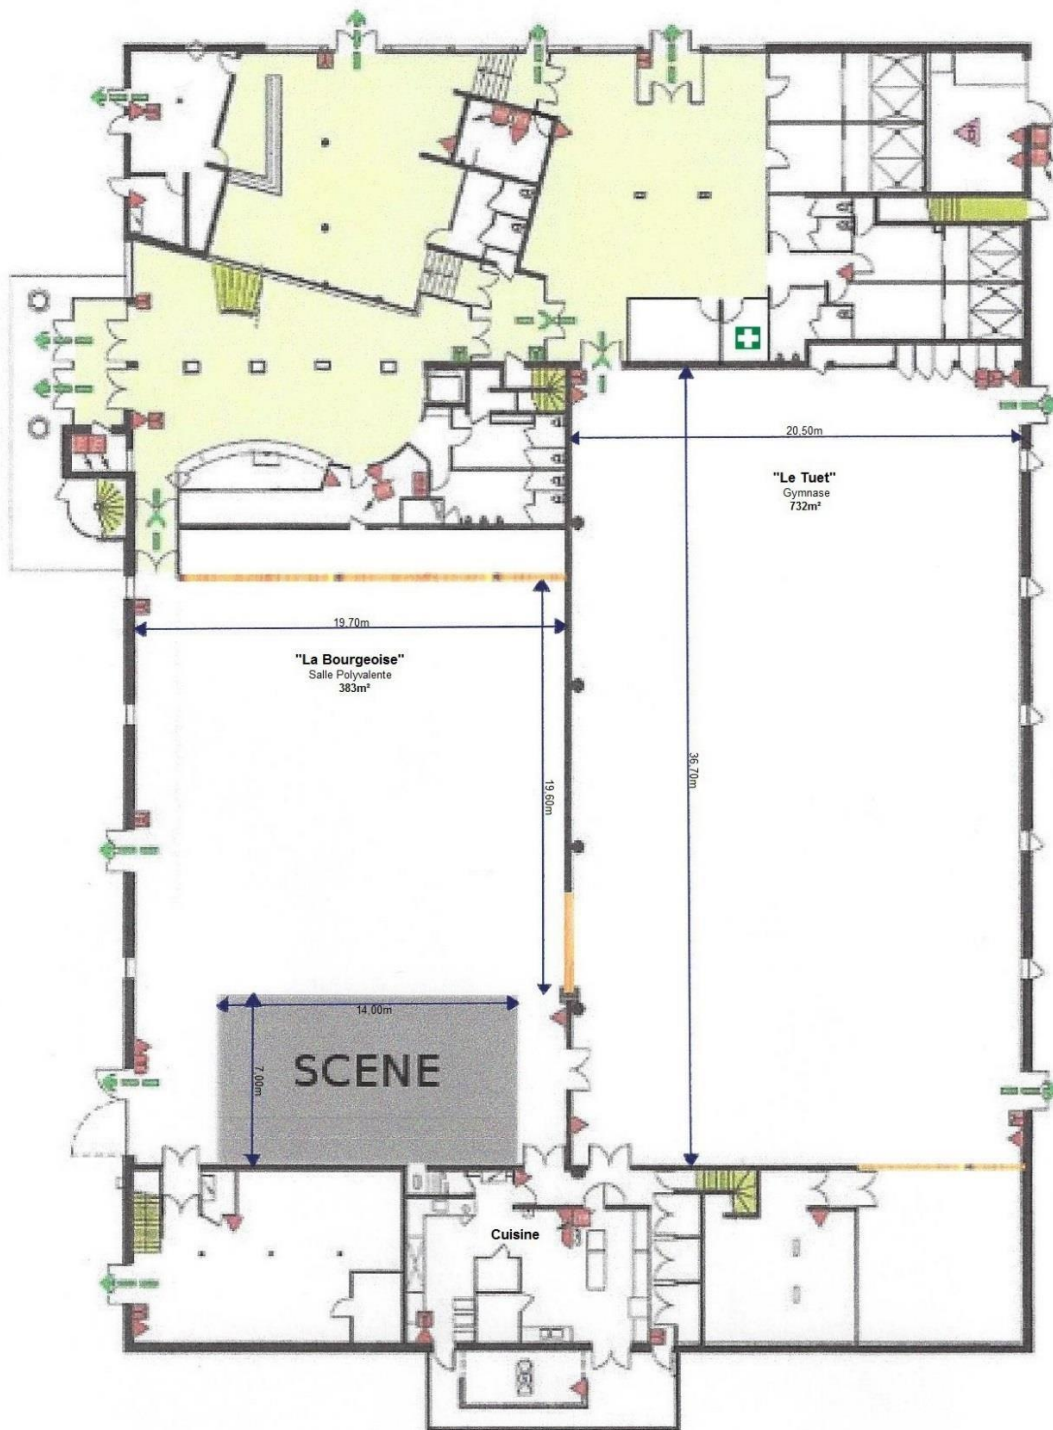 20,50m
"Le Tuet"
Gymnase
732m²
19.70m
"La Bourgeoise"
Salle Polyvalente
383m²
36,70m
19,60m
14,00m
7,00m
SCENE
Cuisine